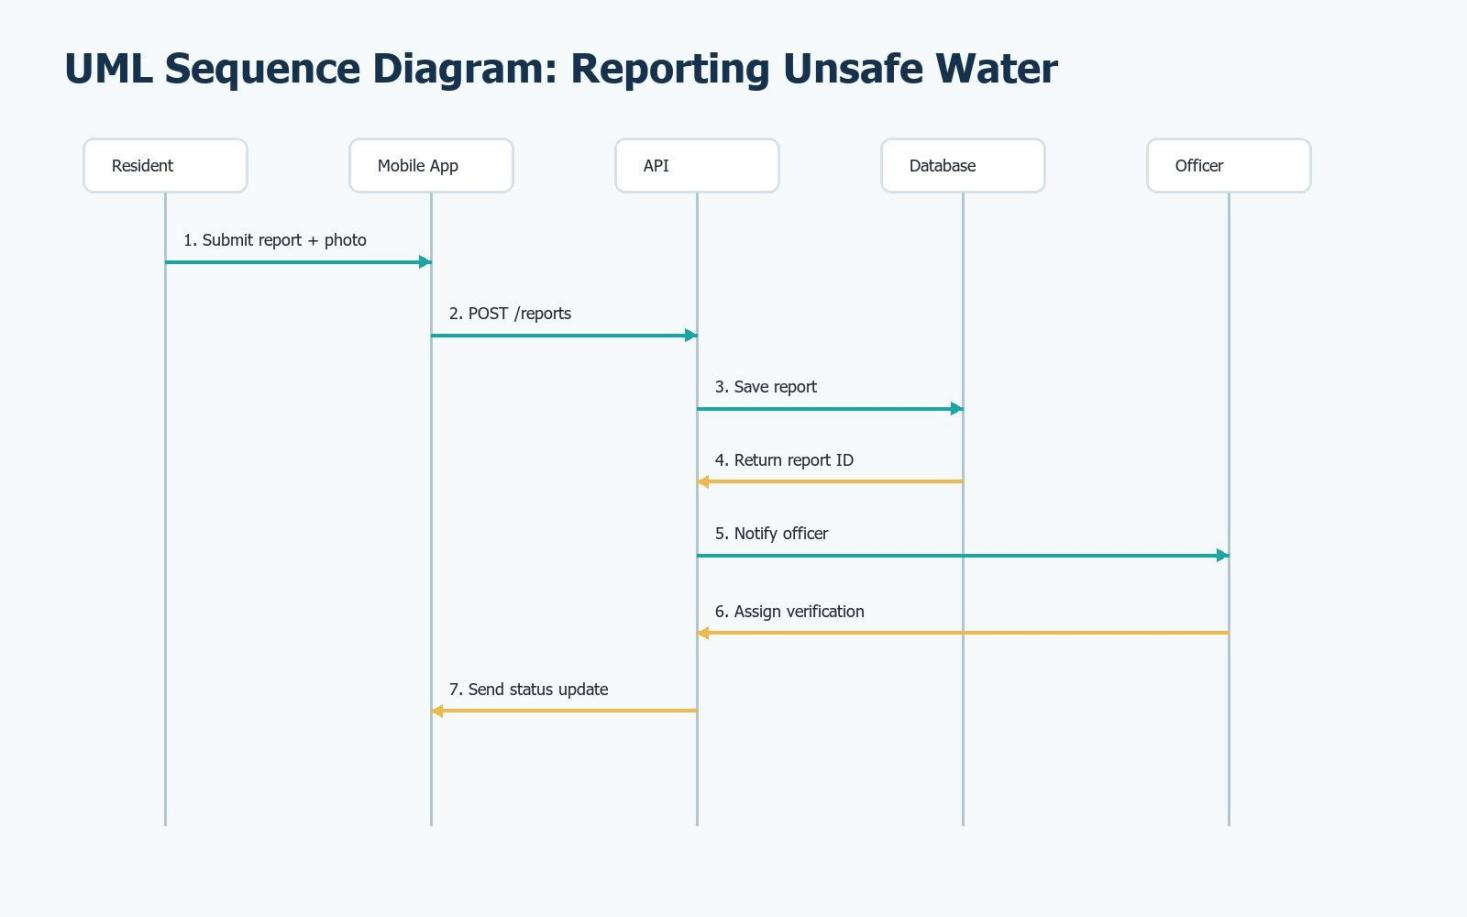 UML Sequence Diagram: Reporting Unsafe Water
Resident
Mobile App
API
Database
Officer
1. Submit report + photo
2. POST /reports
3. Save report
4. Return report ID
5. Notify officer
6. Assign verification
7. Send status update